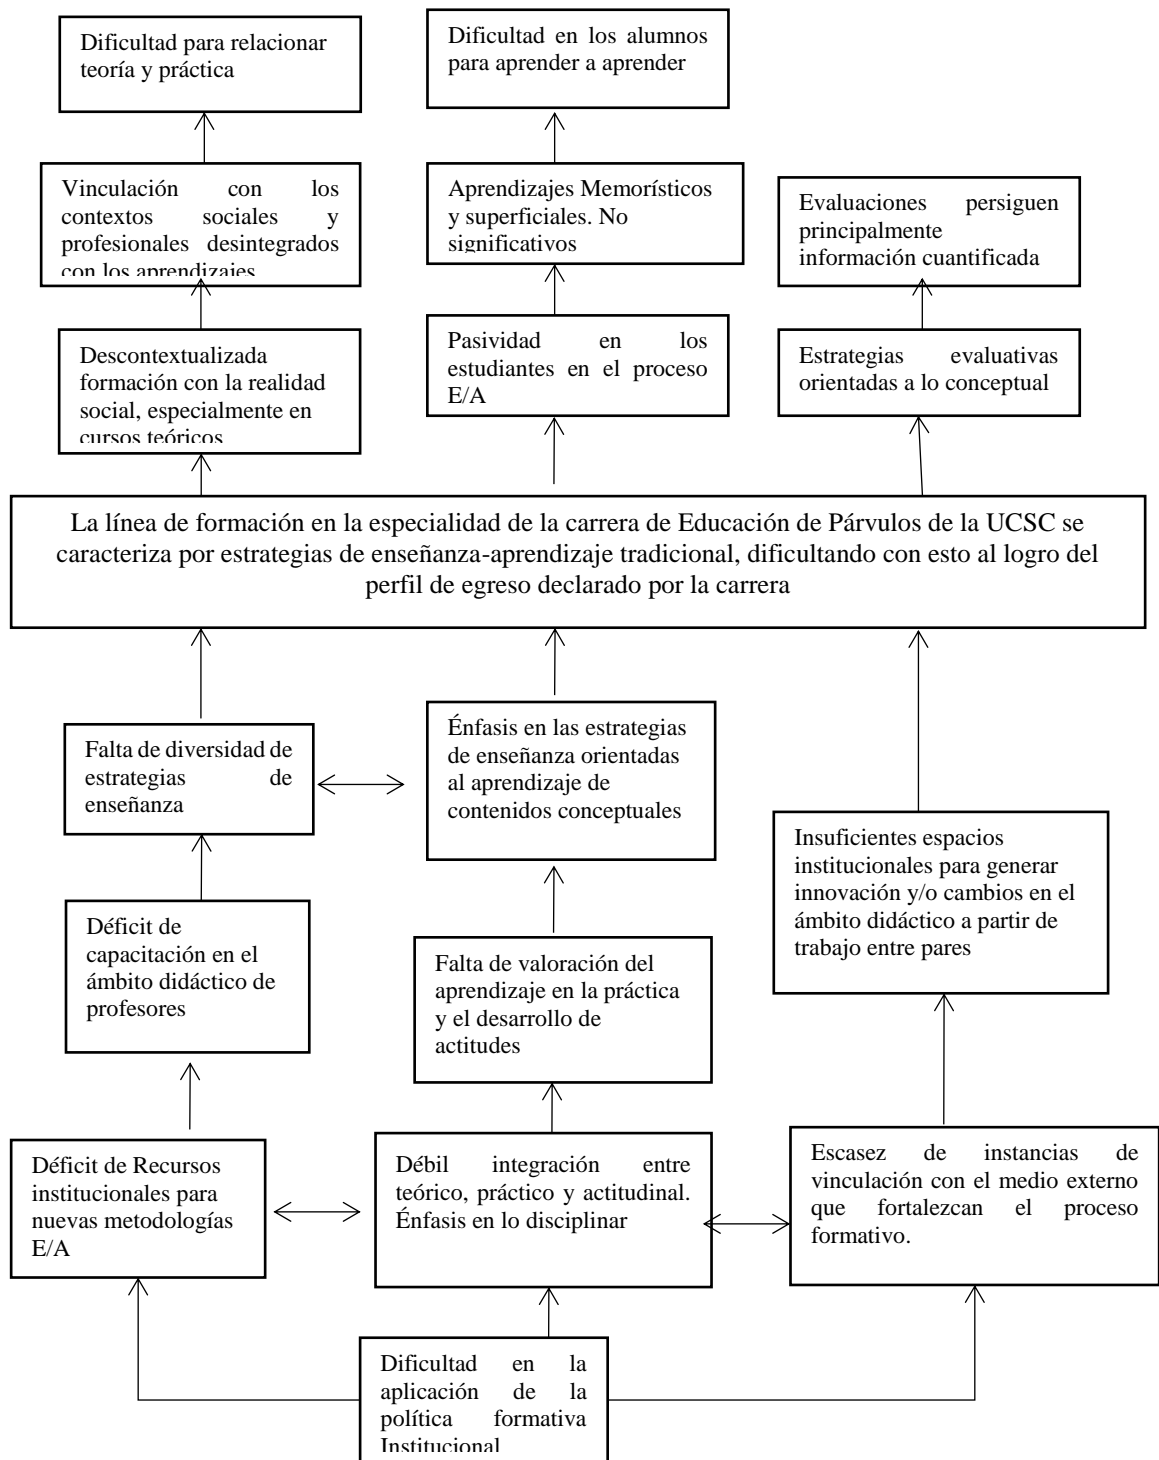 Dificultad para relacionar
teoría y práctica
Dificultad en los alumnos
para aprender a aprender
Vinculación con los
contextos sociales y
profesionales desintegrados
con los aprendizajes
Aprendizajes Memorísticos
y superficiales. No
significativos
Evaluaciones persiguen
principalmente
información cuantificada
Descontextualizada
formación con la realidad
social, especialmente en
cursos teóricos
Pasividad en los
estudiantes en el proceso
E/A
Estrategias evaluativas
orientadas a lo conceptual
La línea de formación en la especialidad de la carrera de Educación de Párvulos de la UCSC se
caracteriza por estrategias de enseñanza-aprendizaje tradicional, dificultando con esto al logro del
perfil de egreso declarado por la carrera
Falta de diversidad de
estrategias de
enseñanza
Énfasis en las estrategias
de enseñanza orientadas
al aprendizaje de
contenidos conceptuales
Insuficientes espacios
institucionales para generar
innovación y/o cambios en el
ámbito didáctico a partir de
trabajo entre pares
Déficit de
capacitación en el
ámbito didáctico de
profesores
Falta de valoración del
aprendizaje en la práctica
y el desarrollo de
actitudes
Déficit de Recursos
institucionales para
nuevas metodologías
E/A
Débil integración entre
teórico, práctico y actitudinal.
Énfasis en lo disciplinar
Escasez de instancias de
vinculación con el medio externo
que fortalezcan el proceso
formativo.
Dificultad en la
aplicación de la
política formativa
Institucional